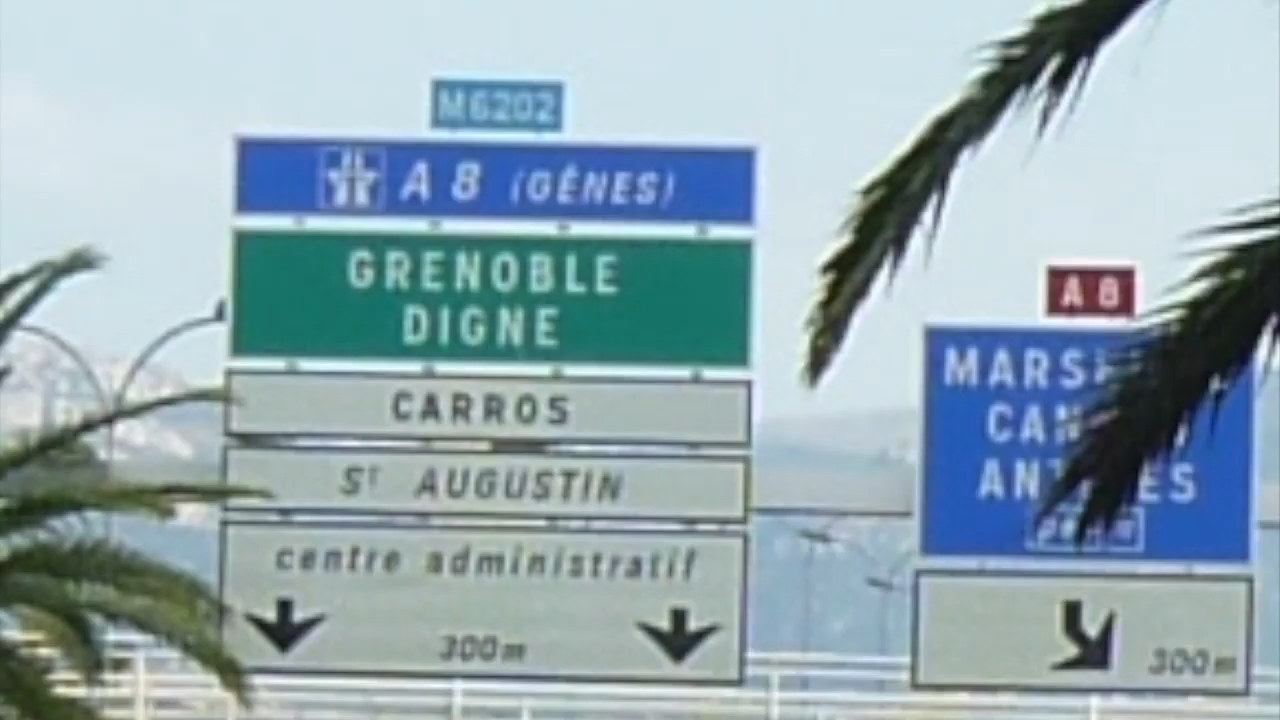 M6202
A 8 (GÊNES)
GRENOBLE
DIGNE
CARROS
Sᵗ AUGUSTIN
centre administratif
300m
A 8
300m